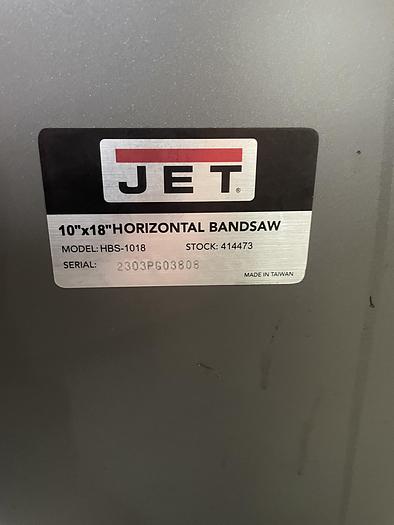 JET®
10"x18"HORIZONTAL BANDSAW
MODEL: HBS-1018 STOCK: 414473
SERIAL: 2303PG03808
MADE IN TAIWAN